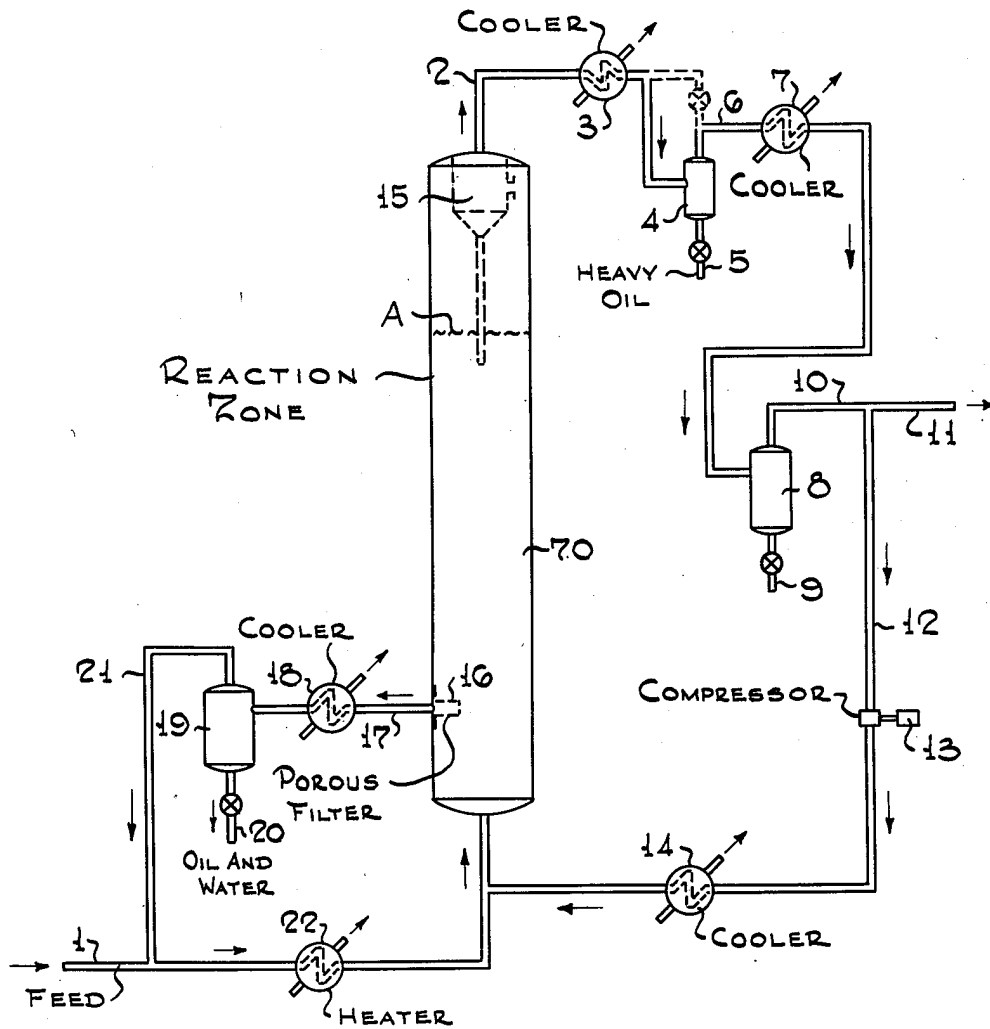 COOLER
2
3
7
6
COOLER
15
4
HEAVY
OIL
5
A
REACTION
ZONE
10
11
8
70
9
12
COOLER
21
18
16
COMPRESSOR
19
17
13
POROUS
FILTER
20
OIL AND
WATER
14
22
COOLER
1
FEED
HEATER